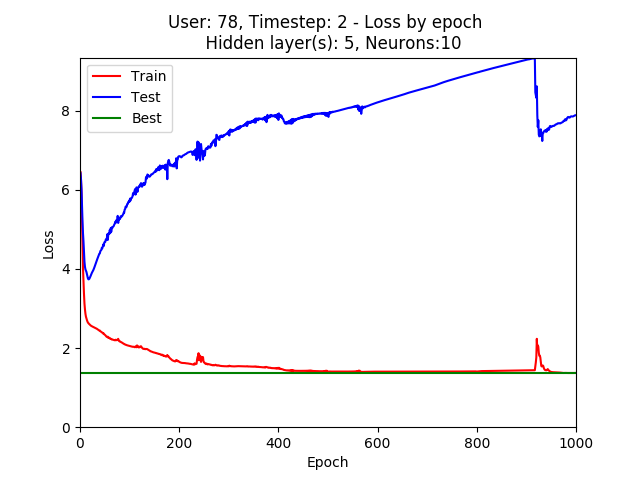 User: 78, Timestep: 2 - Loss by epoch
Hidden layer(s): 5, Neurons:10
Train
Test
Best
Loss
8
6
4
2
0
0 200 400 600 800 1000
Epoch